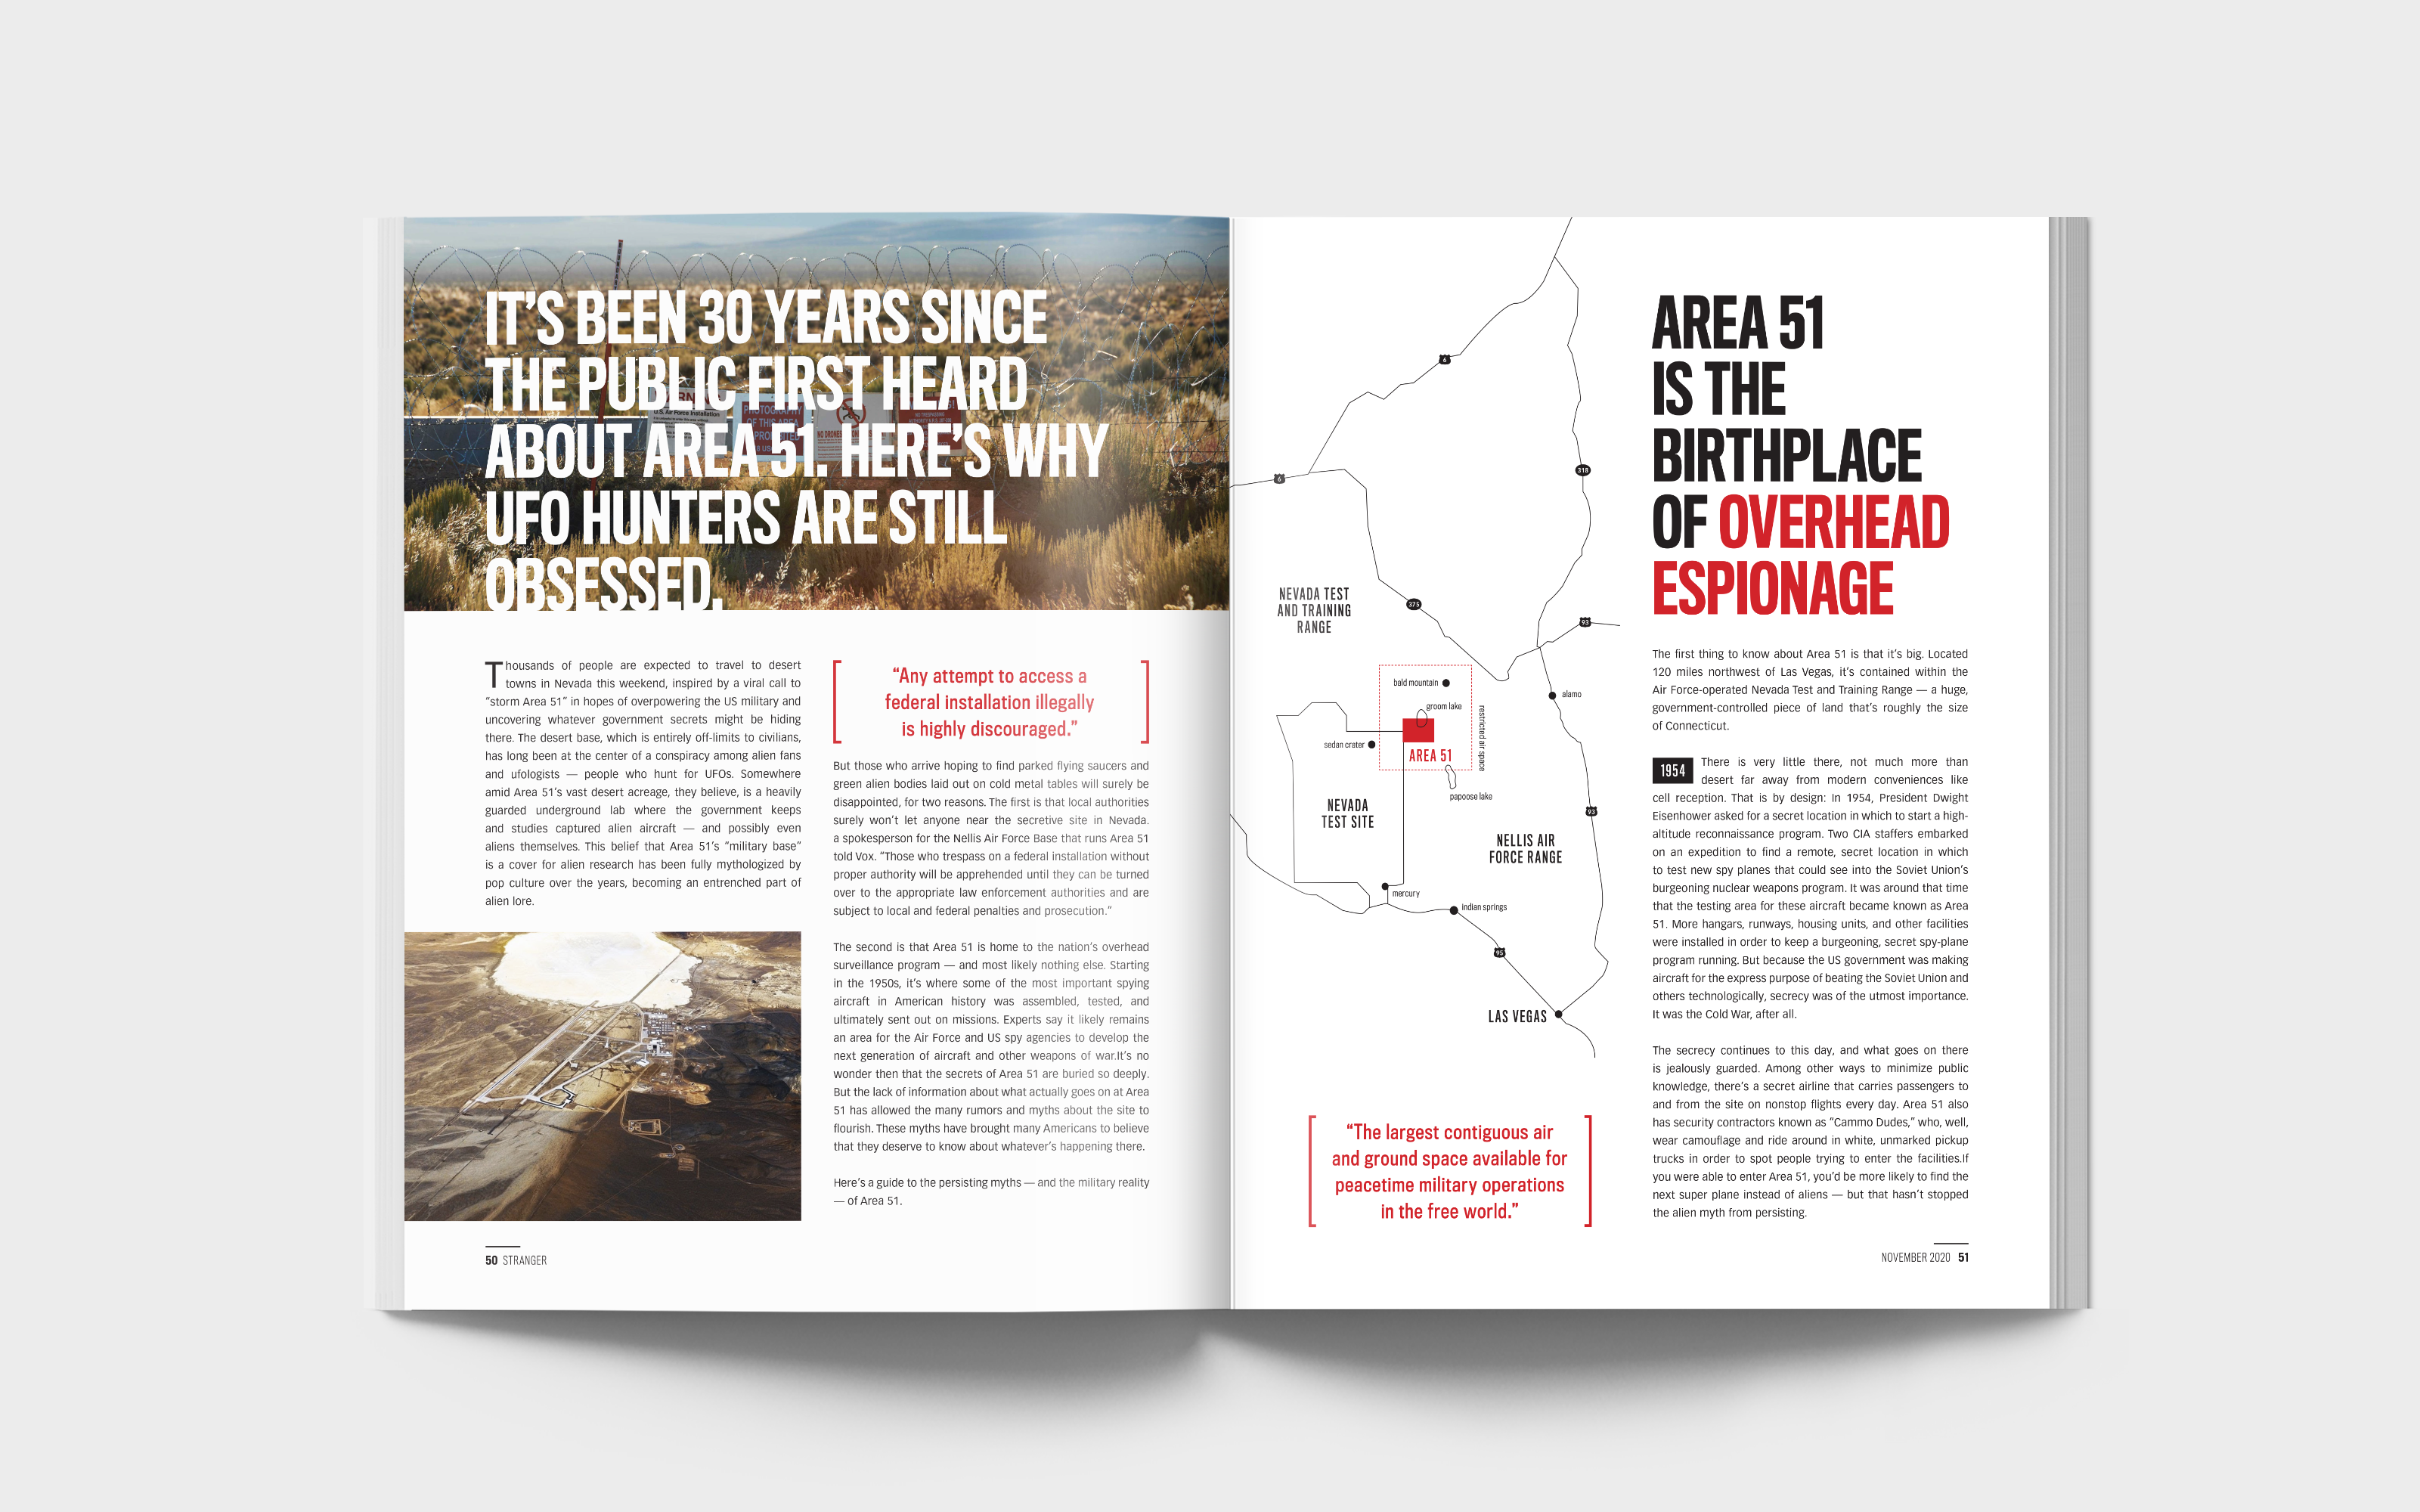 IT'S BEEN 30 YEARS SINCE
THE PUBLIC FIRST HEARD
ABOUT AREA 51. HERE'S WHY
UFO HUNTERS ARE STILL
OBSESSED.
U.S. Air Force Installation
PHOTOGRAPHY
OF THIS AREA
NO DRONES
Thousands of people are expected to travel to desert
towns in Nevada this weekend, inspired by a viral call to
“storm Area 51” in hopes of overpowering the US military and
uncovering whatever government secrets might be hiding
there. The desert base, which is entirely off-limits to civilians,
has long been at the center of a conspiracy among alien fans
and ufologists — people who hunt for UFOs. Somewhere
amid Area 51’s vast desert acreage, they believe, is a heavily
guarded underground lab where the government keeps
and studies captured alien aircraft — and possibly even
aliens themselves. This belief that Area 51’s “military base”
is a cover for alien research has been fully mythologized by
pop culture over the years, becoming an entrenched part of
alien lore.
“Any attempt to access a
federal installation illegally
is highly discouraged.”
But those who arrive hoping to find parked flying saucers and
green alien bodies laid out on cold metal tables will surely be
disappointed, for two reasons. The first is that local authorities
surely won’t let anyone near the secretive site in Nevada.
a spokesperson for the Nellis Air Force Base that runs Area 51
told Vox. “Those who trespass on a federal installation without
proper authority will be apprehended until they can be turned
over to the appropriate law enforcement authorities and are
subject to local and federal penalties and prosecution.”
The second is that Area 51 is home to the nation’s overhead
surveillance program — and most likely nothing else. Starting
in the 1950s, it’s where some of the most important spying
aircraft in American history was assembled, tested, and
ultimately sent out on missions. Experts say it likely remains
an area for the Air Force and US spy agencies to develop the
next generation of aircraft and other weapons of war.It’s no
wonder then that the secrets of Area 51 are buried so deeply.
But the lack of information about what actually goes on at Area
51 has allowed the many rumors and myths about the site to
flourish. These myths have brought many Americans to believe
that they deserve to know about whatever’s happening there.
Here’s a guide to the persisting myths — and the military reality
— of Area 51.
50 STRANGER
6
6
318
375
93
NEVADA TEST
AND TRAINING
RANGE
bald mountain
groom lake
restricted air space
alamo
sedan crater
AREA 51
papoose lake
NEVADA
TEST SITE
93
NELLIS AIR
FORCE RANGE
mercury
indian springs
95
LAS VEGAS
“The largest contiguous air
and ground space available for
peacetime military operations
in the free world.”
AREA 51
IS THE
BIRTHPLACE
OF OVERHEAD
ESPIONAGE
The first thing to know about Area 51 is that it’s big. Located
120 miles northwest of Las Vegas, it’s contained within the
Air Force-operated Nevada Test and Training Range — a huge,
government-controlled piece of land that’s roughly the size
of Connecticut.
1954 There is very little there, not much more than
desert far away from modern conveniences like
cell reception. That is by design: In 1954, President Dwight
Eisenhower asked for a secret location in which to start a high-
altitude reconnaissance program. Two CIA staffers embarked
on an expedition to find a remote, secret location in which
to test new spy planes that could see into the Soviet Union’s
burgeoning nuclear weapons program. It was around that time
that the testing area for these aircraft became known as Area
51. More hangars, runways, housing units, and other facilities
were installed in order to keep a burgeoning, secret spy-plane
program running. But because the US government was making
aircraft for the express purpose of beating the Soviet Union and
others technologically, secrecy was of the utmost importance.
It was the Cold War, after all.
The secrecy continues to this day, and what goes on there
is jealously guarded. Among other ways to minimize public
knowledge, there’s a secret airline that carries passengers to
and from the site on nonstop flights every day. Area 51 also
has security contractors known as “Cammo Dudes,” who, well,
wear camouflage and ride around in white, unmarked pickup
trucks in order to spot people trying to enter the facilities.If
you were able to enter Area 51, you’d be more likely to find the
next super plane instead of aliens — but that hasn’t stopped
the alien myth from persisting.
NOVEMBER 2020 51